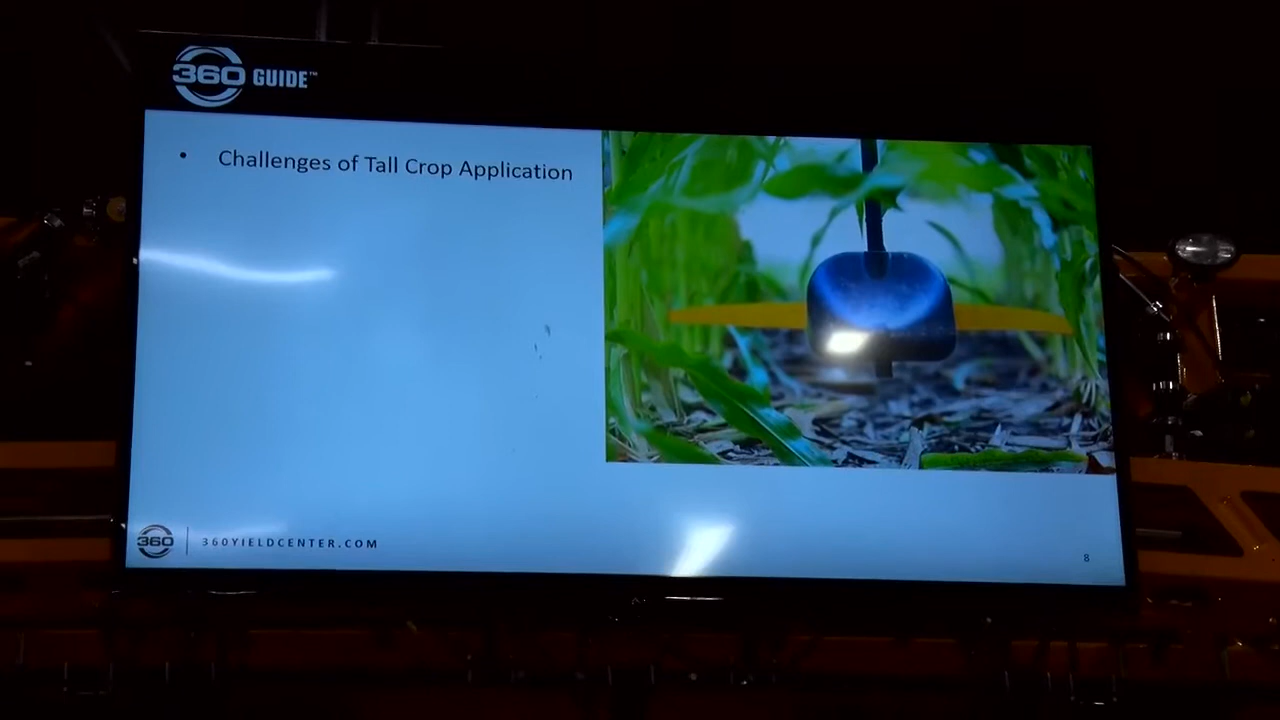 360 GUIDE™
• Challenges of Tall Crop Application
360 360YIELDCENTER.COM
8